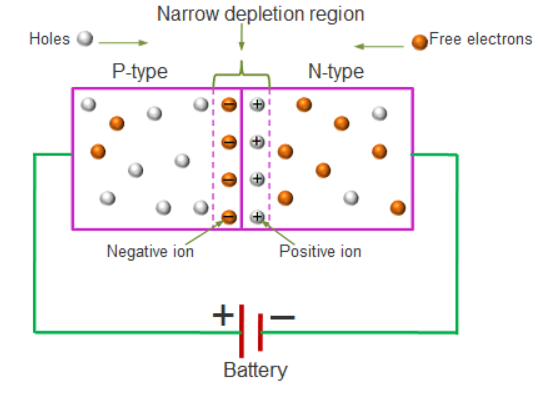 Narrow depletion region
Holes
Free electrons
P-type
N-type
Negative ion
Positive ion
+ −
Battery